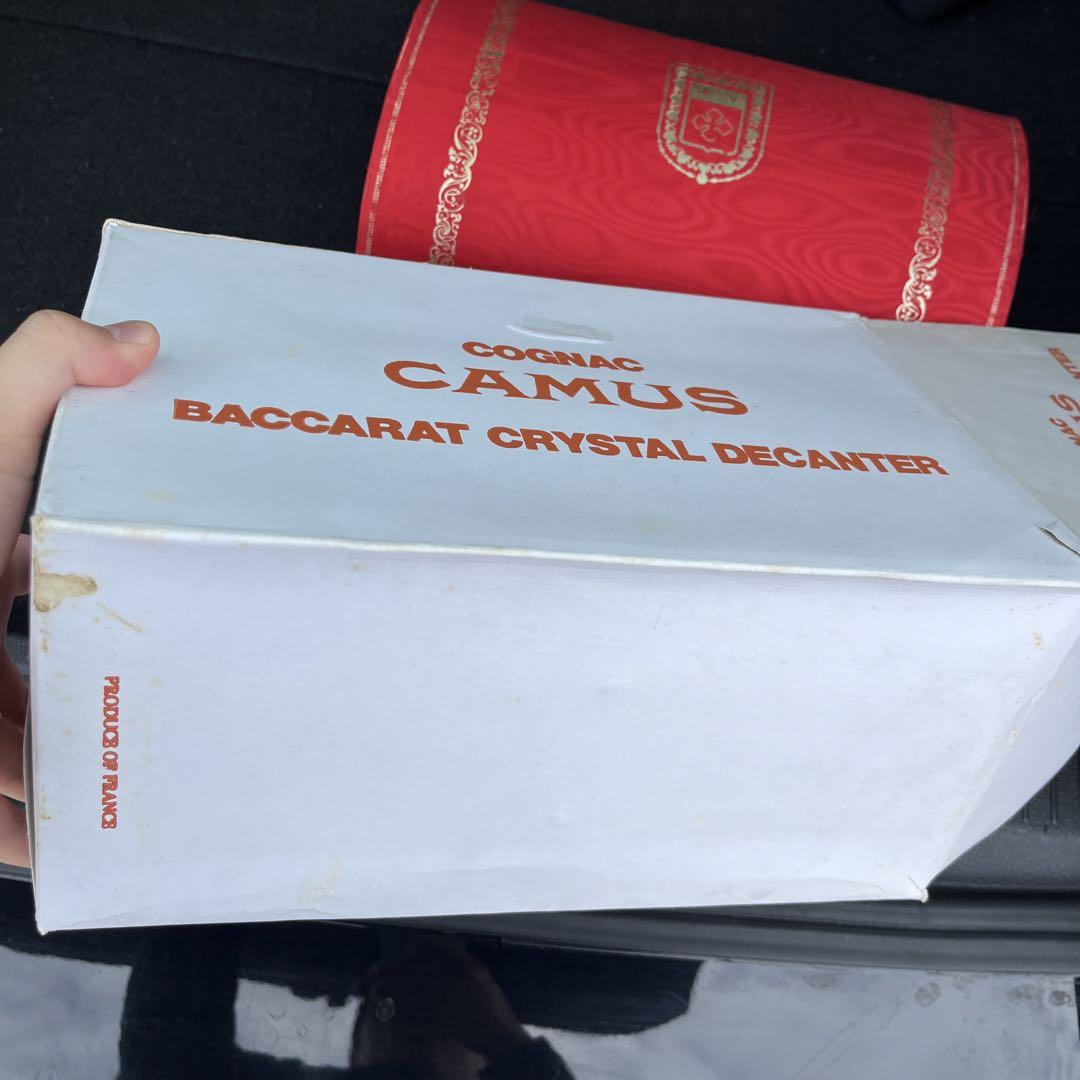 COGNAC
CAMUS
BACCARAT CRYSTAL DECANTER
PRODUCE OF FRANCE